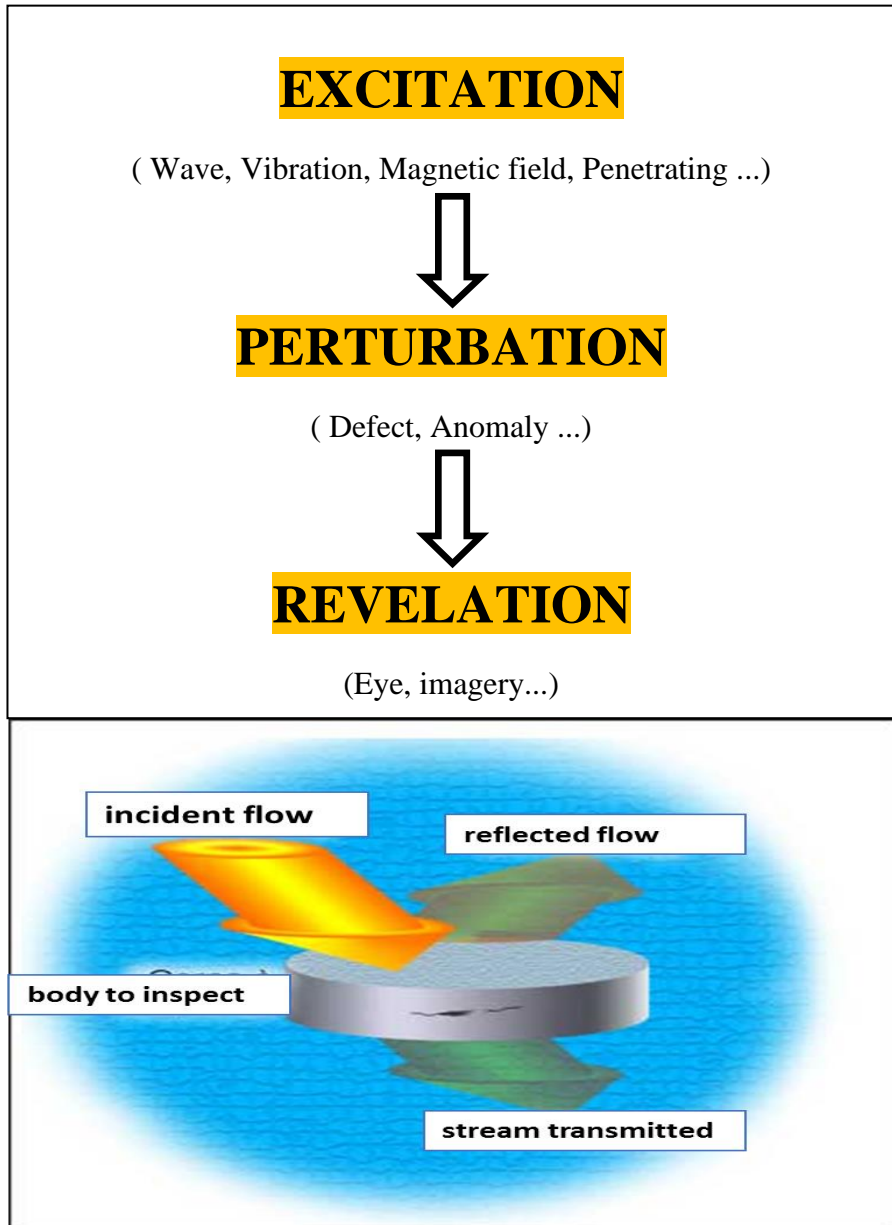 EXCITATION
( Wave, Vibration, Magnetic field, Penetrating ...)
PERTURBATION
( Defect, Anomaly ...)
REVELATION
(Eye, imagery...)
incident flow
reflected flow
body to inspect
stream transmitted